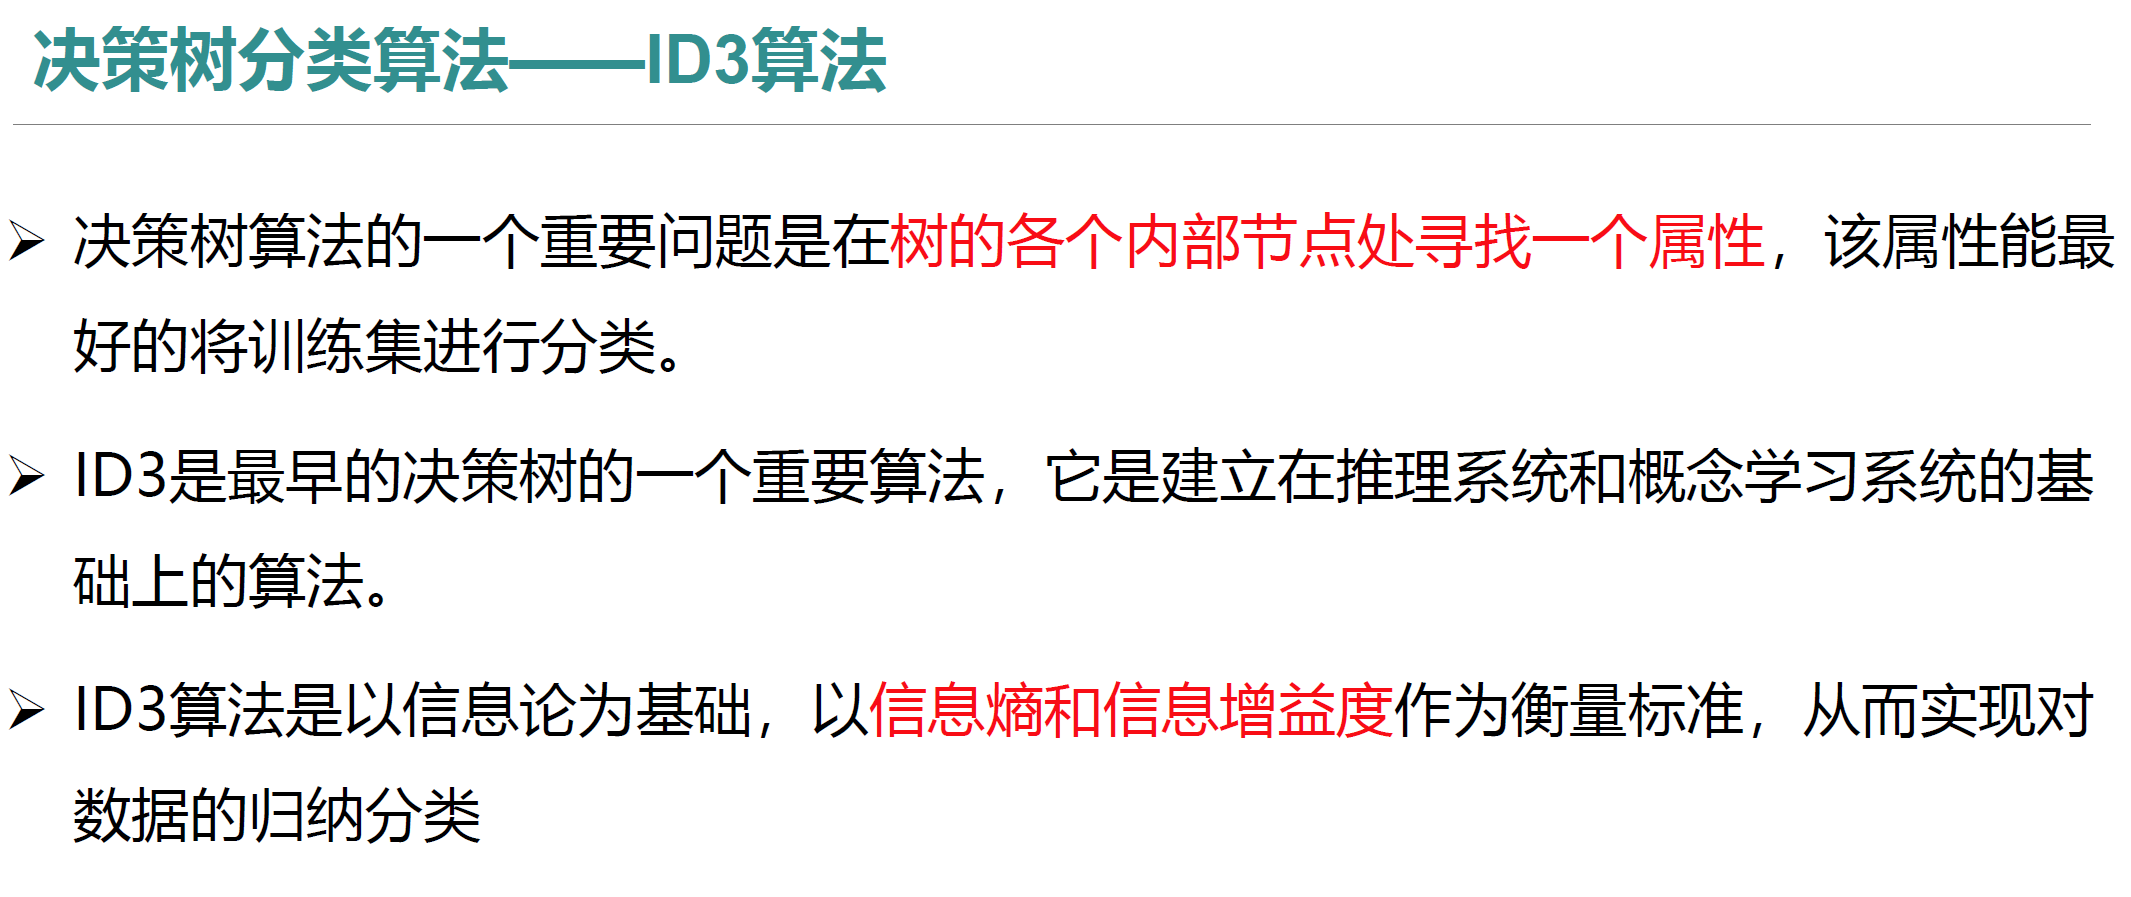 决策树分类算法——ID3算法
➢ 决策树算法的一个重要问题是在树的各个内部节点处寻找一个属性，该属性能最
好的将训练集进行分类。
➢ ID3是最早的决策树的一个重要算法，它是建立在推理系统和概念学习系统的基
础上的算法。
➢ ID3算法是以信息论为基础，以信息熵和信息增益度作为衡量标准，从而实现对
数据的归纳分类